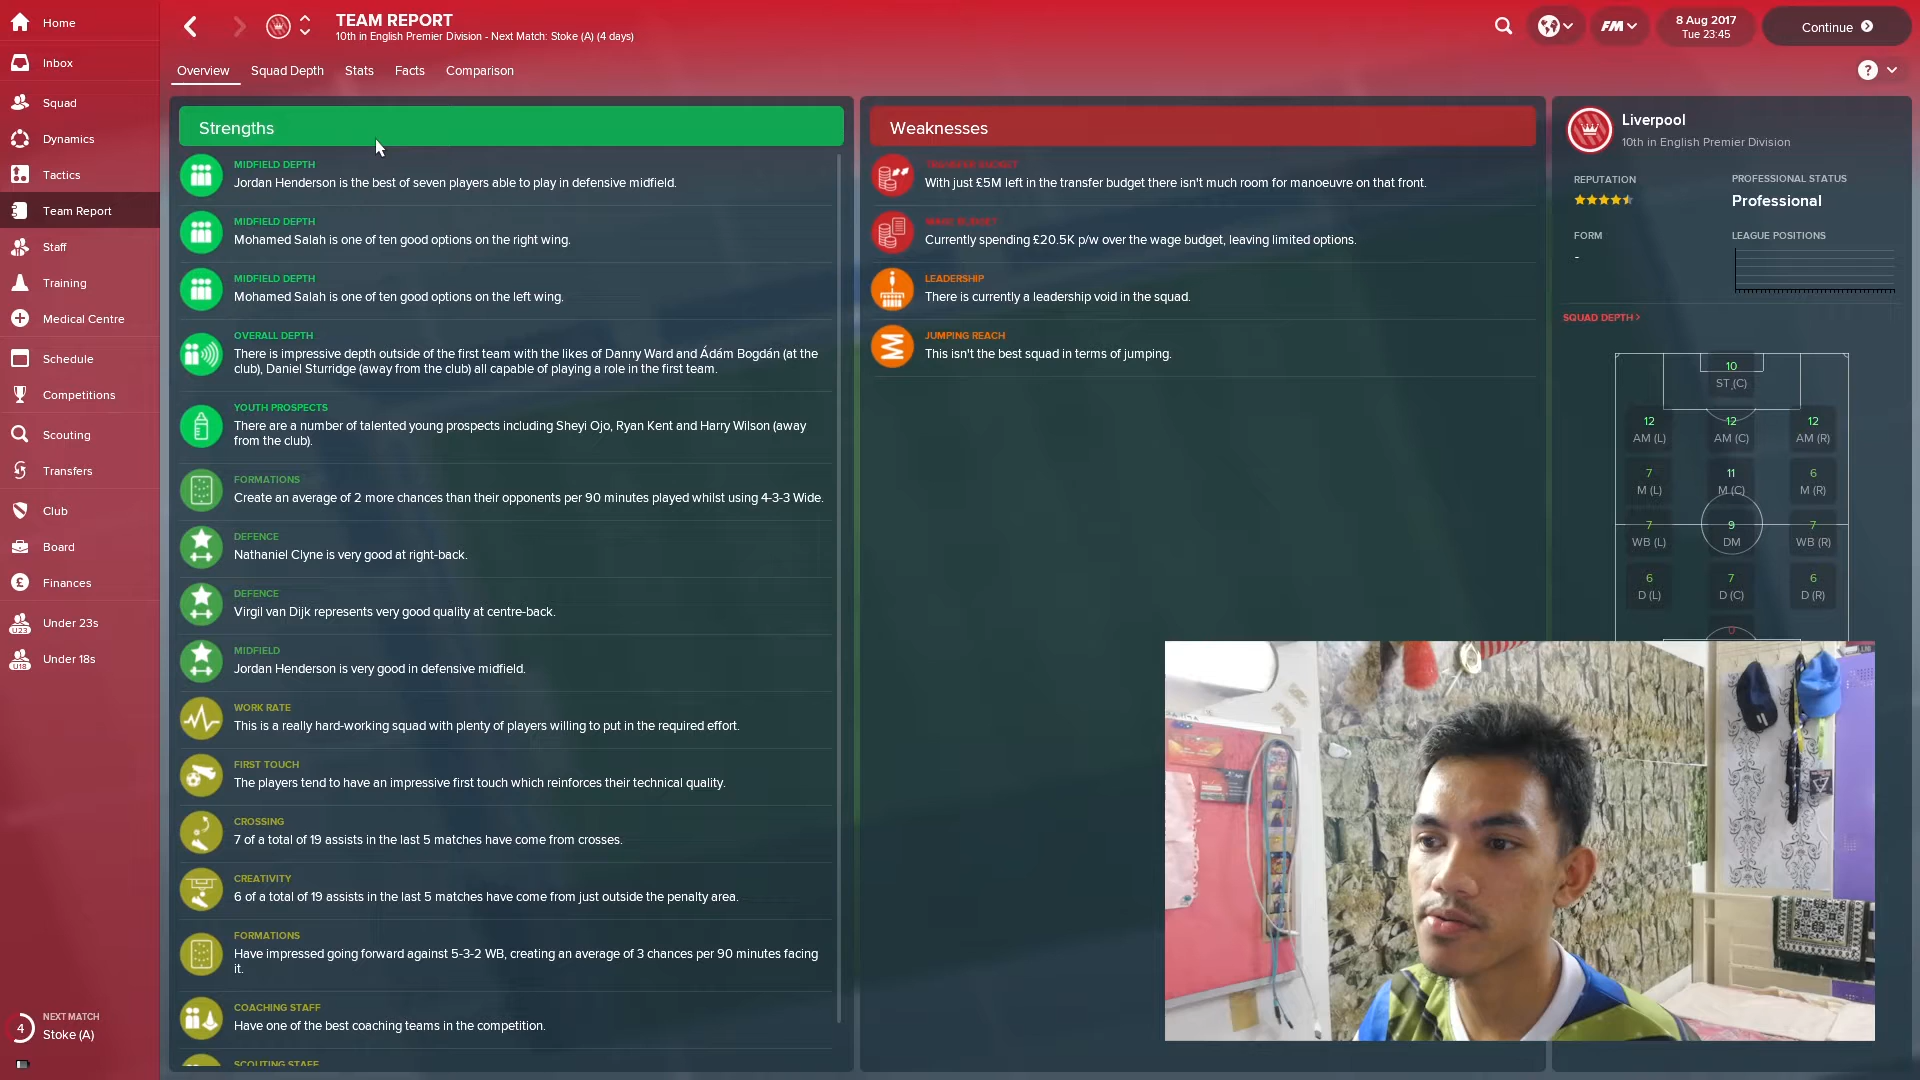 Home
Inbox
Squad
Dynamics
Tactics
Team Report
Staff
Training
Medical Centre
Schedule
Competitions
Scouting
Transfers
Club
Board
Finances
U23
Under 23s
U18
Under 18s
4
NEXT MATCH
Stoke (A)
TEAM REPORT
10th in English Premier Division - Next Match: Stoke (A) (4 days)
FM
8 Aug 2017
Tue 23:45
Continue
Overview
Squad Depth
Stats
Facts
Comparison
?
Strengths
MIDFIELD DEPTH
Jordan Henderson is the best of seven players able to play in defensive midfield.
MIDFIELD DEPTH
Mohamed Salah is one of ten good options on the right wing.
MIDFIELD DEPTH
Mohamed Salah is one of ten good options on the left wing.
OVERALL DEPTH
There is impressive depth outside of the first team with the likes of Danny Ward and Ádám Bogdán (at the
club), Daniel Sturridge (away from the club) all capable of playing a role in the first team.
YOUTH PROSPECTS
There are a number of talented young prospects including Sheyi Ojo, Ryan Kent and Harry Wilson (away
from the club).
FORMATIONS
Create an average of 2 more chances than their opponents per 90 minutes played whilst using 4-3-3 Wide.
DEFENCE
Nathaniel Clyne is very good at right-back.
DEFENCE
Virgil van Dijk represents very good quality at centre-back.
MIDFIELD
Jordan Henderson is very good in defensive midfield.
WORK RATE
This is a really hard-working squad with plenty of players willing to put in the required effort.
FIRST TOUCH
The players tend to have an impressive first touch which reinforces their technical quality.
CROSSING
7 of a total of 19 assists in the last 5 matches have come from crosses.
CREATIVITY
6 of a total of 19 assists in the last 5 matches have come from just outside the penalty area.
FORMATIONS
Have impressed going forward against 5-3-2 WB, creating an average of 3 chances per 90 minutes facing
it.
COACHING STAFF
Have one of the best coaching teams in the competition.
SCOUTING STAFF
Weaknesses
TRANSFER BUDGET
With just £5M left in the transfer budget there isn't much room for manoeuvre on that front.
WAGE BUDGET
Currently spending £20.5K p/w over the wage budget, leaving limited options.
LEADERSHIP
There is currently a leadership void in the squad.
JUMPING REACH
This isn't the best squad in terms of jumping.
Liverpool
10th in English Premier Division
REPUTATION
PROFESSIONAL STATUS
Professional
FORM
-
LEAGUE POSITIONS
SQUAD DEPTH >
10
ST (C)
12 12 12
AM (L) AM (C) AM (R)
7 11 6
M (L) M (C) M (R)
7 9 7
WB (L) DM WB (R)
6 7 6
D (L) D (C) D (R)
0